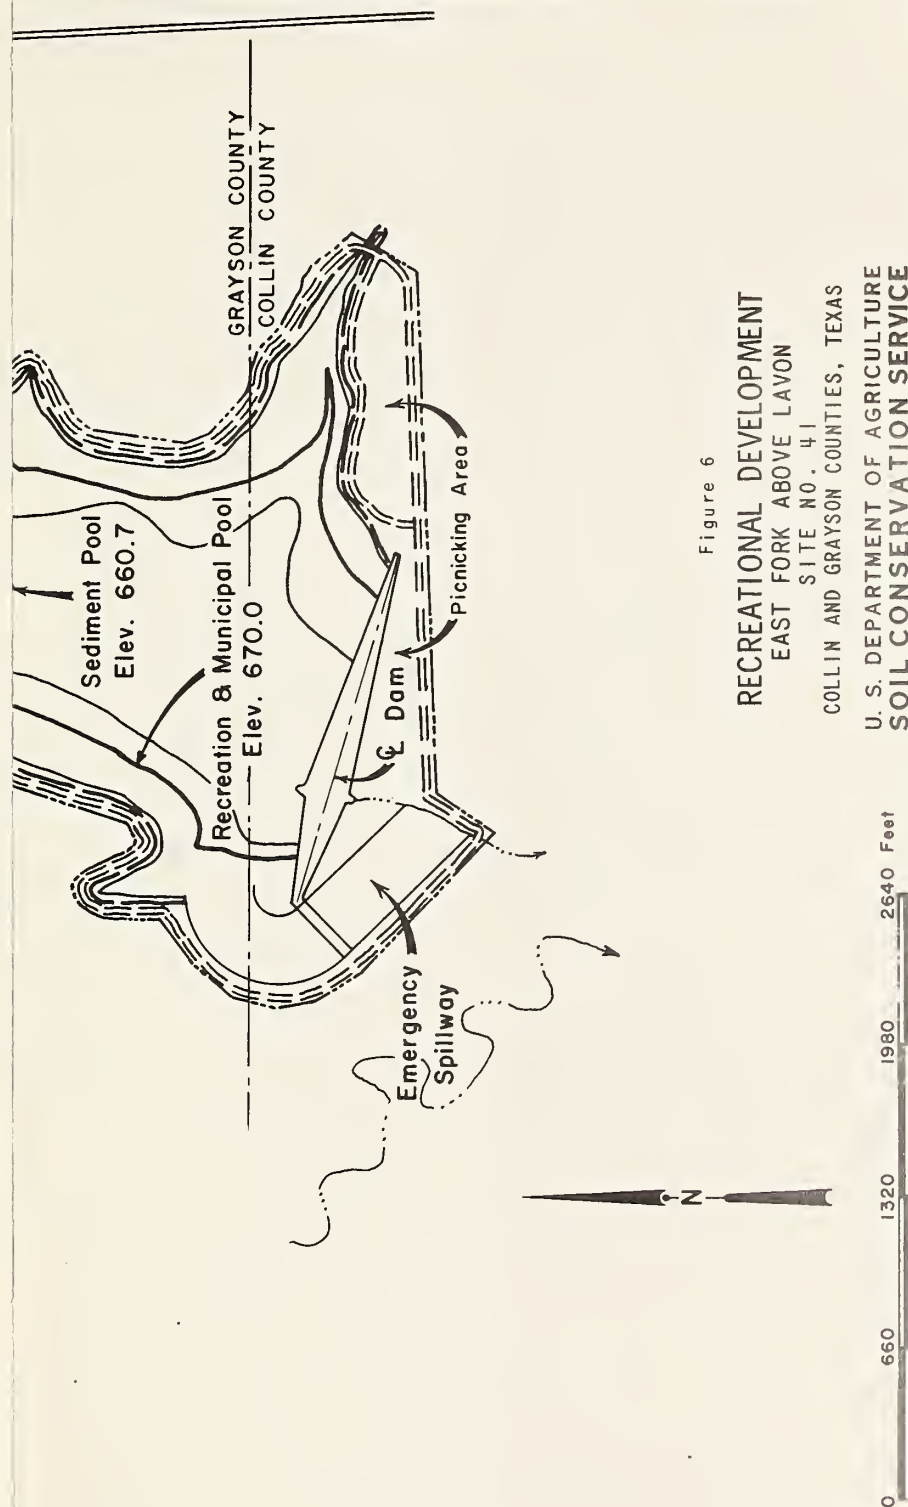 GRAYSON COUNTY
COLLIN COUNTY
Sediment Pool
Elev. 660.7
Recreation & Municipal Pool
Elev. 670.0
℄ Dam
Picnicking Area
Emergency
Spillway
N
Figure 6
RECREATIONAL DEVELOPMENT
EAST FORK ABOVE LAVON
SITE NO. 41
COLLIN AND GRAYSON COUNTIES, TEXAS
U. S. DEPARTMENT OF AGRICULTURE
SOIL CONSERVATION SERVICE
0 660 1320 1980 2640 Feet